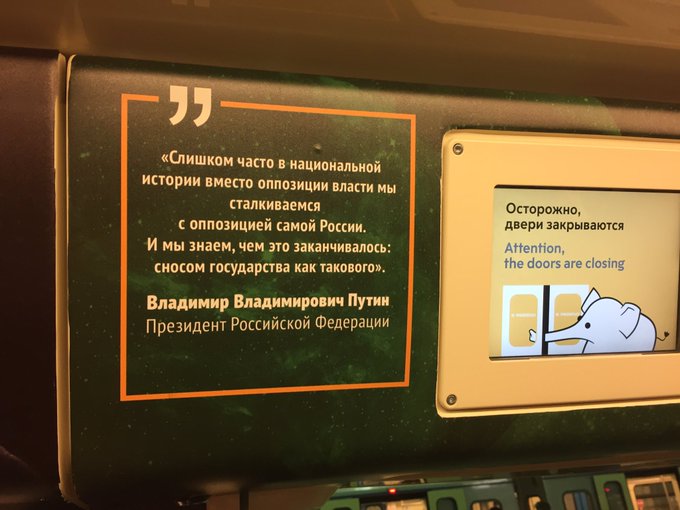 «Слишком часто в национальной
истории вместо оппозиции власти мы
сталкиваемся
с оппозицией самой России.
И мы знаем, чем это заканчивалось:
сносом государства как такового».
Владимир Владимирович Путин
Президент Российской Федерации
Осторожно,
двери закрываются
Attention,
the doors are closing